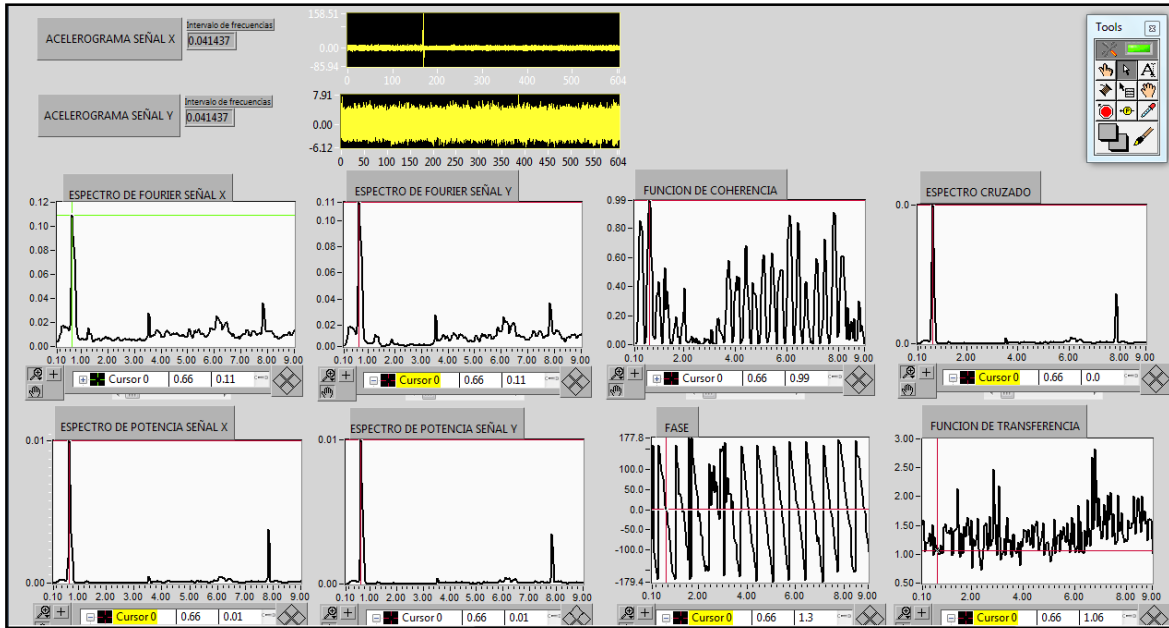 ACELEROGRAMA SEÑAL X
Intervalo de frecuencias
0.041437
158.51
0.00
-85.94
0 100 200 300 400 500 604
Tools
ACELEROGRAMA SEÑAL Y
Intervalo de frecuencias
0.041437
7.91
0.00
-6.12
0 50 100 150 200 250 300 350 400 450 500 550 604
ESPECTRO DE FOURIER SEÑAL X
0.12
0.10
0.08
0.06
0.04
0.02
0.00
0.10 1.00 2.00 3.00 4.00 5.00 6.00 7.00 8.00 9.00
Cursor 0 0.66 0.11
ESPECTRO DE FOURIER SEÑAL Y
0.11
0.10
0.08
0.06
0.04
0.02
0.00
0.10 1.00 2.00 3.00 4.00 5.00 6.00 7.00 8.00 9.00
Cursor 0 0.66 0.11
FUNCION DE COHERENCIA
0.99
0.80
0.60
0.40
0.20
0.00
0.10 2.00 4.00 6.00 8.00 9.00
Cursor 0 0.66 0.99
ESPECTRO CRUZADO
0.0
0.0
0.10 2.00 4.00 6.00 8.00 9.00
Cursor 0 0.66 0.0
ESPECTRO DE POTENCIA SEÑAL X
0.01
0.00
0.10 1.00 2.00 3.00 4.00 5.00 6.00 7.00 8.00 9.00
Cursor 0 0.66 0.01
ESPECTRO DE POTENCIA SEÑAL Y
0.01
0.00
0.10 1.00 2.00 3.00 4.00 5.00 6.00 7.00 8.00 9.00
Cursor 0 0.66 0.01
FASE
177.8
100.0
50.0
0.0
-50.0
-100.0
-179.4
0.10 2.00 4.00 6.00 8.00 9.00
Cursor 0 0.66 1.3
FUNCION DE TRANSFERENCIA
3.00
2.50
2.00
1.50
1.00
0.50
0.10 2.00 4.00 6.00 8.00 9.00
Cursor 0 0.66 1.06